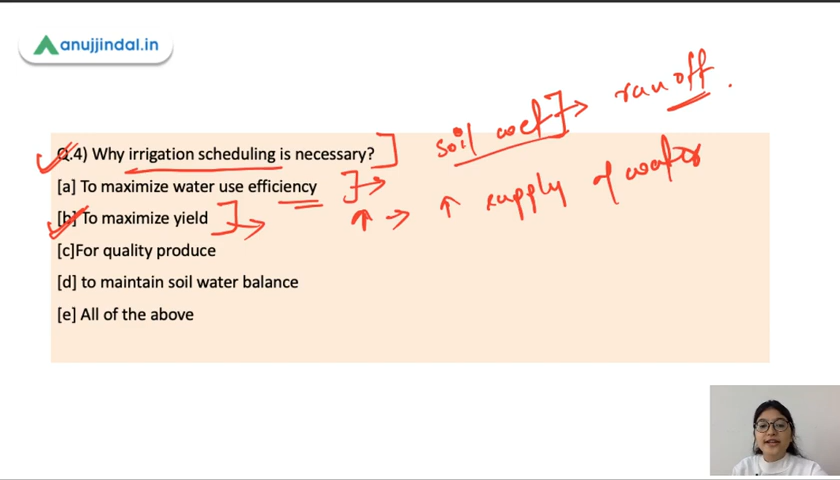 anujjindal.in
Q.4) Why irrigation scheduling is necessary?
[a] To maximize water use efficiency
[b] To maximize yield
[c]For quality produce
[d] to maintain soil water balance
[e] All of the above
soil wet] → runoff.
↑ → ↑ supply of water